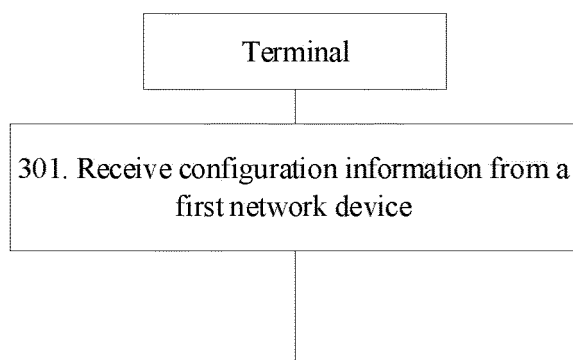 Terminal
301. Receive configuration information from a
first network device